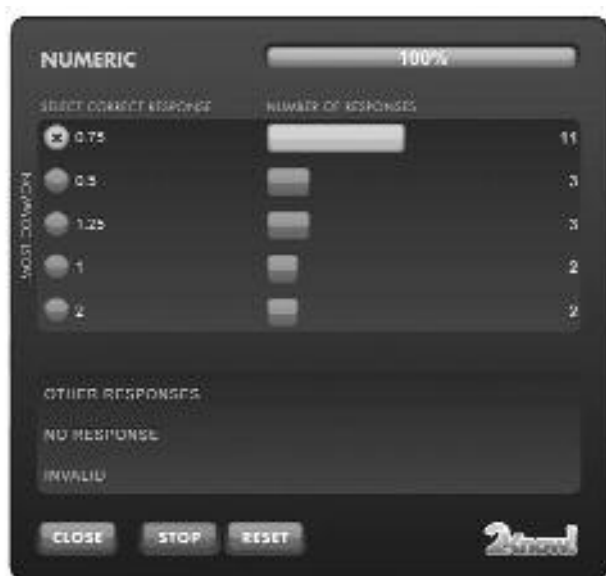 NUMERIC 100%
SELECT CORRECT RESPONSE NUMBER OF RESPONSES
0.75 11
0.5 3
1.25 3
1 2
2 2
OTHER RESPONSES
NO RESPONSE
INVALID
CLOSE STOP RESET
2Know!